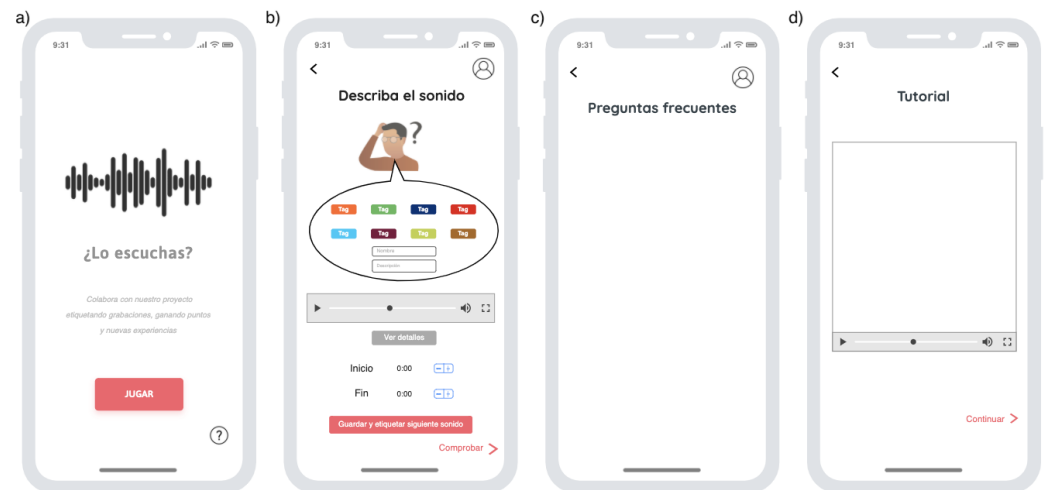 a)
9:31
¿Lo escuchas?
Colabora con nuestro proyecto
etiquetando grabaciones, ganando puntos
y nuevas experiencias
JUGAR
?
b)
9:31
Describa el sonido
?
Tag Tag Tag Tag
Tag Tag Tag Tag
Nombre
Descripción
Ver detalles
Inicio 0:00 - +
Fin 0:00 - +
Guardar y etiquetar siguiente sonido
Comprobar
c)
9:31
Preguntas frecuentes
d)
9:31
Tutorial
Continuar